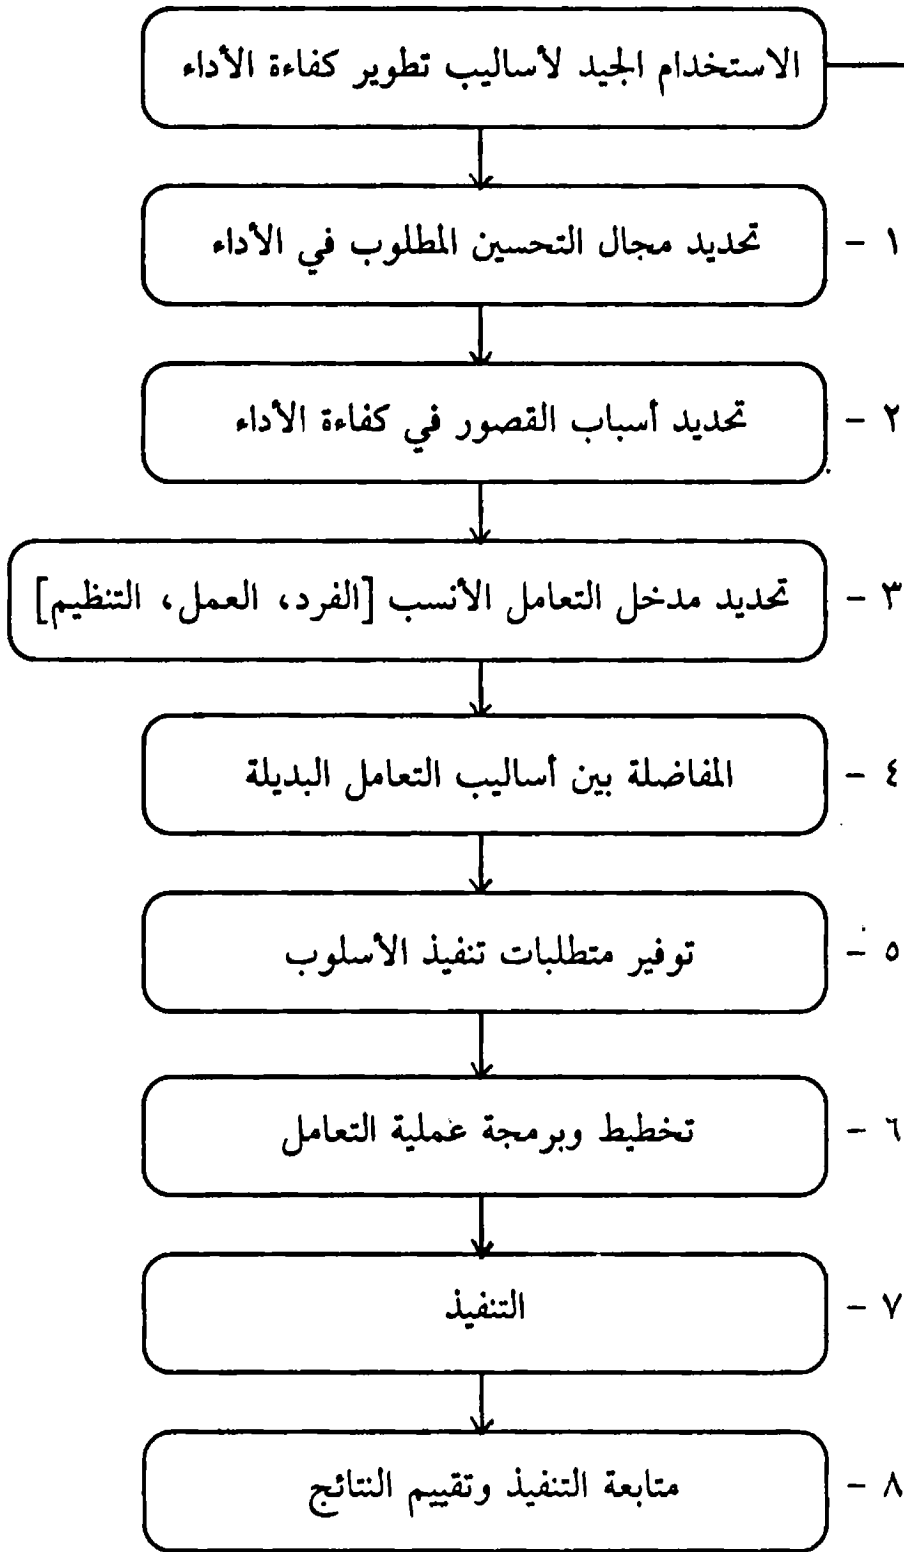 الاستخدام الجيد لأساليب تطوير كفاءة الأداء
١ - تحديد مجال التحسين المطلوب في الأداء
٢ - تحديد أسباب القصور في كفاءة الأداء
٣ - تحديد مدخل التعامل الأنسب [الفرد، العمل، التنظيم]
٤ - المفاضلة بين أساليب التعامل البديلة
٥ - توفير متطلبات تنفيذ الأسلوب
٦ - تخطيط وبرمجة عملية التعامل
٧ - التنفيذ
٨ - متابعة التنفيذ وتقييم النتائج